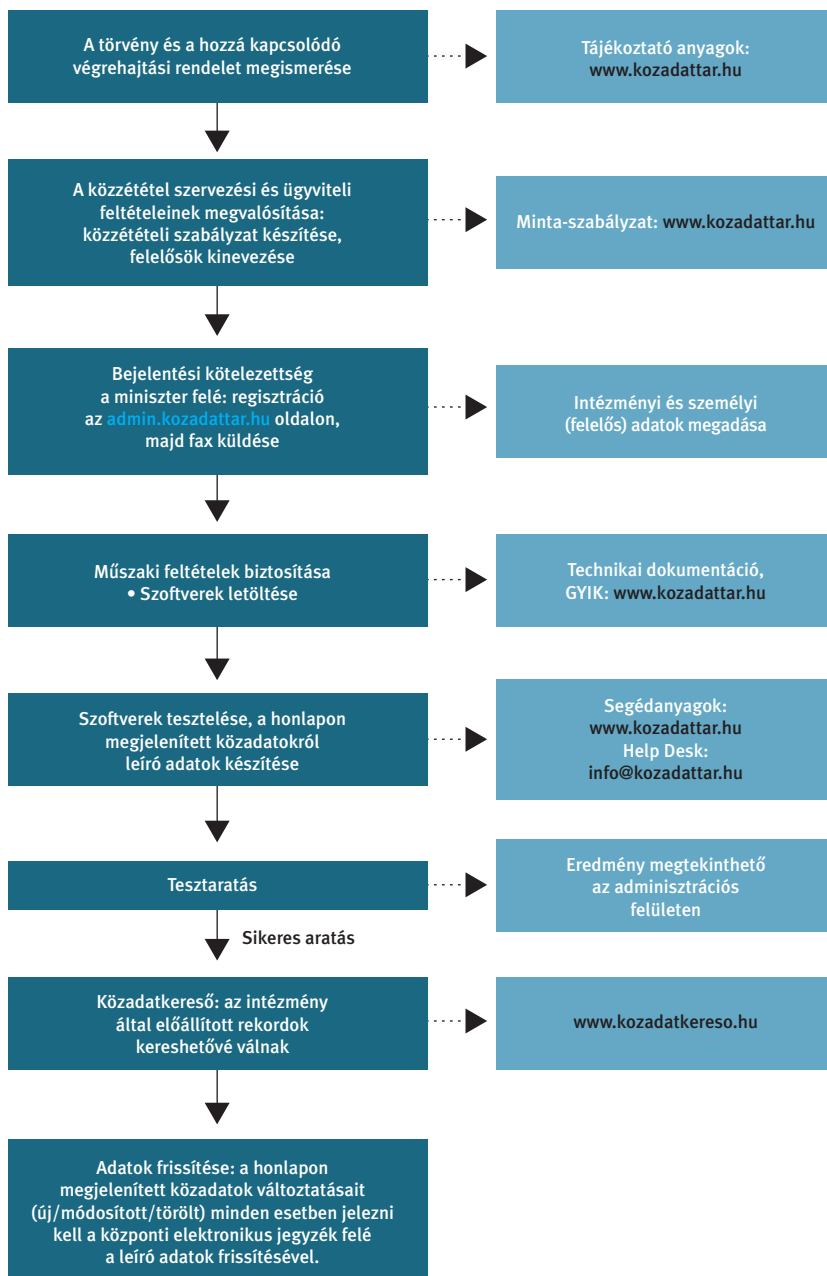 A törvény és a hozzá kapcsolódó
végrehajtási rendelet megismerése
Tájékoztató anyagok:
www.kozadattar.hu
A közzététel szervezési és ügyviteli
feltételeinek megvalósítása:
közzétételi szabályzat készítése,
felelősök kinevezése
Minta-szabályzat: www.kozadattar.hu
Bejelentési kötelezettség
a miniszter felé: regisztráció
az admin.kozadattar.hu oldalon,
majd fax küldése
Intézményi és személyi
(felelős) adatok megadása
Műszaki feltételek biztosítása
• Szoftverek letöltése
Technikai dokumentáció,
GYIK: www.kozadattar.hu
Szoftverek tesztelése, a honlapon
megjelenített közadatokról
leíró adatok készítése
Segédanyagok:
www.kozadattar.hu
Help Desk:
info@kozadattar.hu
Tesztaratás
Eredmény megtekinthető
az adminisztrációs
felületen
Sikeres aratás
Közadatkereső: az intézmény
által előállított rekordok
kereshetővé válnak
www.kozadatkereso.hu
Adatok frissítése: a honlapon
megjelenített közadatok változtatásait
(új/módosított/törölt) minden esetben jelezni
kell a központi elektronikus jegyzék felé
a leíró adatok frissítésével.